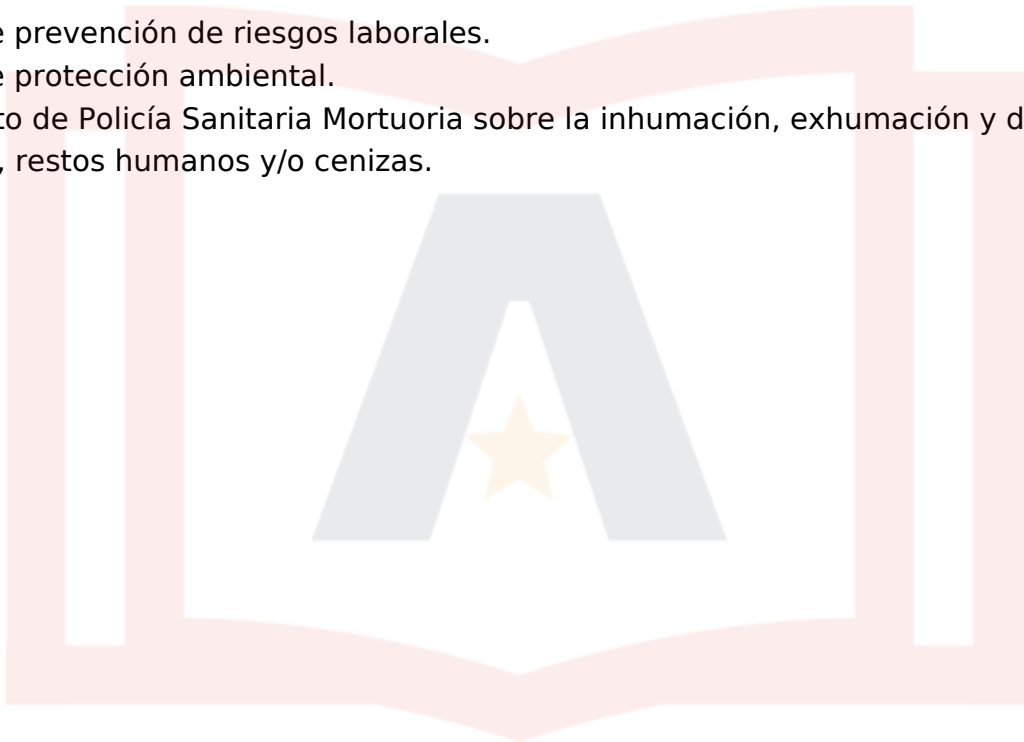 e prevención de riesgos laborales.
e protección ambiental.
to de Policía Sanitaria Mortuoria sobre la inhumación, exhumación y d
, restos humanos y/o cenizas.